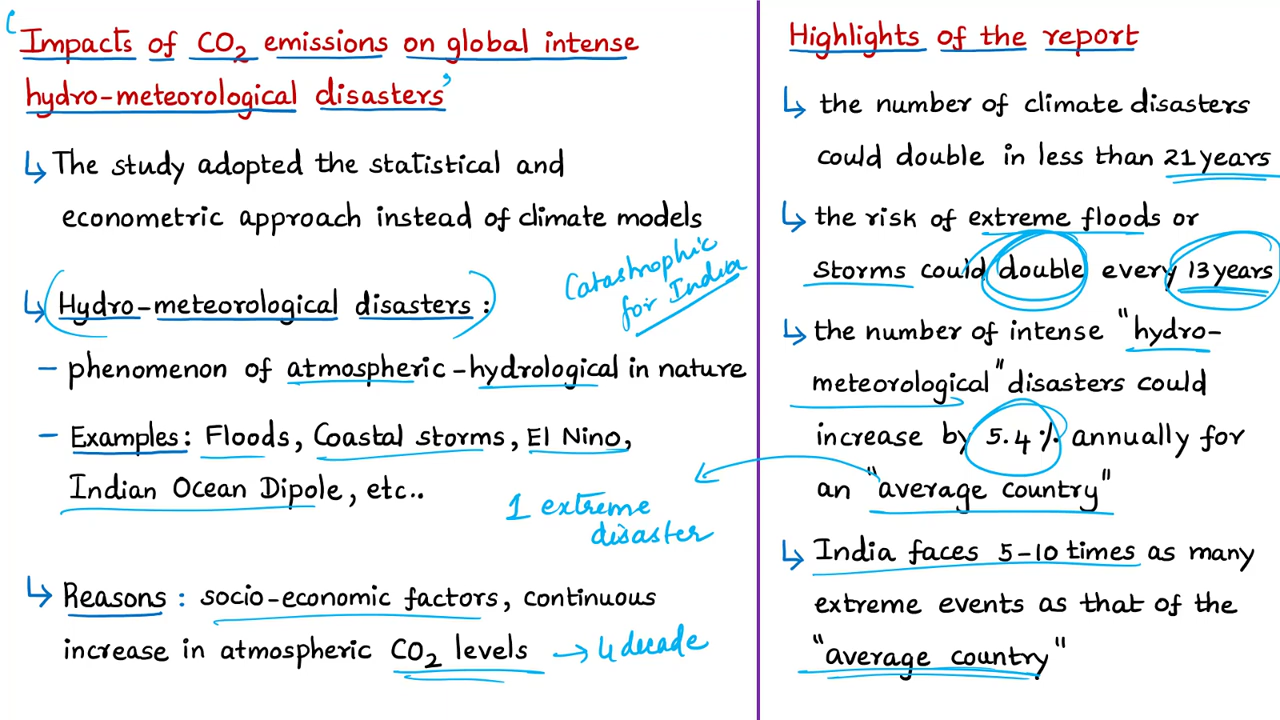 ‘Impacts of CO₂ emissions on global intense
hydro-meteorological disasters’
↳ The study adopted the statistical and
econometric approach instead of climate models
Catastrophic
for India
↳ (Hydro-meteorological disasters:)
- phenomenon of atmospheric-hydrological in nature
- Examples: Floods, Coastal storms, El Nino,
Indian Ocean Dipole, etc..
1 extreme
disaster
↳ Reasons: socio-economic factors, continuous
increase in atmospheric CO₂ levels → 4 decade
Highlights of the report
↳ the number of climate disasters
could double in less than 21 years
↳ the risk of extreme floods or
storms could double every 13 years
↳ the number of intense "hydro-
meteorological" disasters could
increase by 5.4% annually for
an "average country"
↳ India faces 5-10 times as many
extreme events as that of the
"average country"